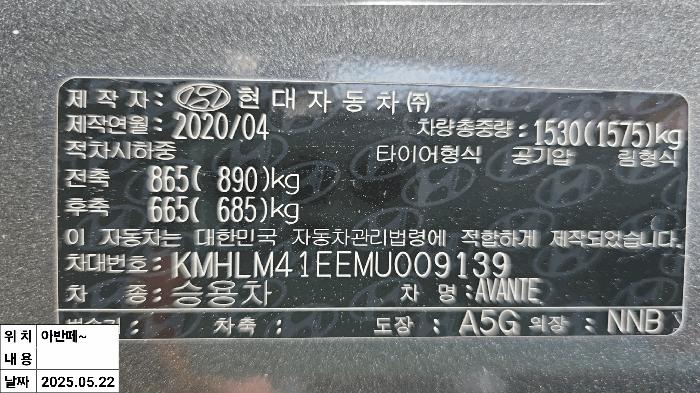 제 작 자 : 현대자동차 ㈜
제작연월 : 2020/04 차량총중량 : 1530(1575)kg
적차시하중 타이어형식 공기압 림형식
전축 865( 890)kg
후축 665( 685)kg
이 자동차는 대한민국 자동차관리법령에 적합하게 제작되었습니다.
차대번호 : KMHLM41EEMU009139
차 종 : 승용차 차 명 : AVANTE
차축 : 도장 : A5G 외장 : NNB
위 치 아반떼~
내 용
날짜 2025.05.22